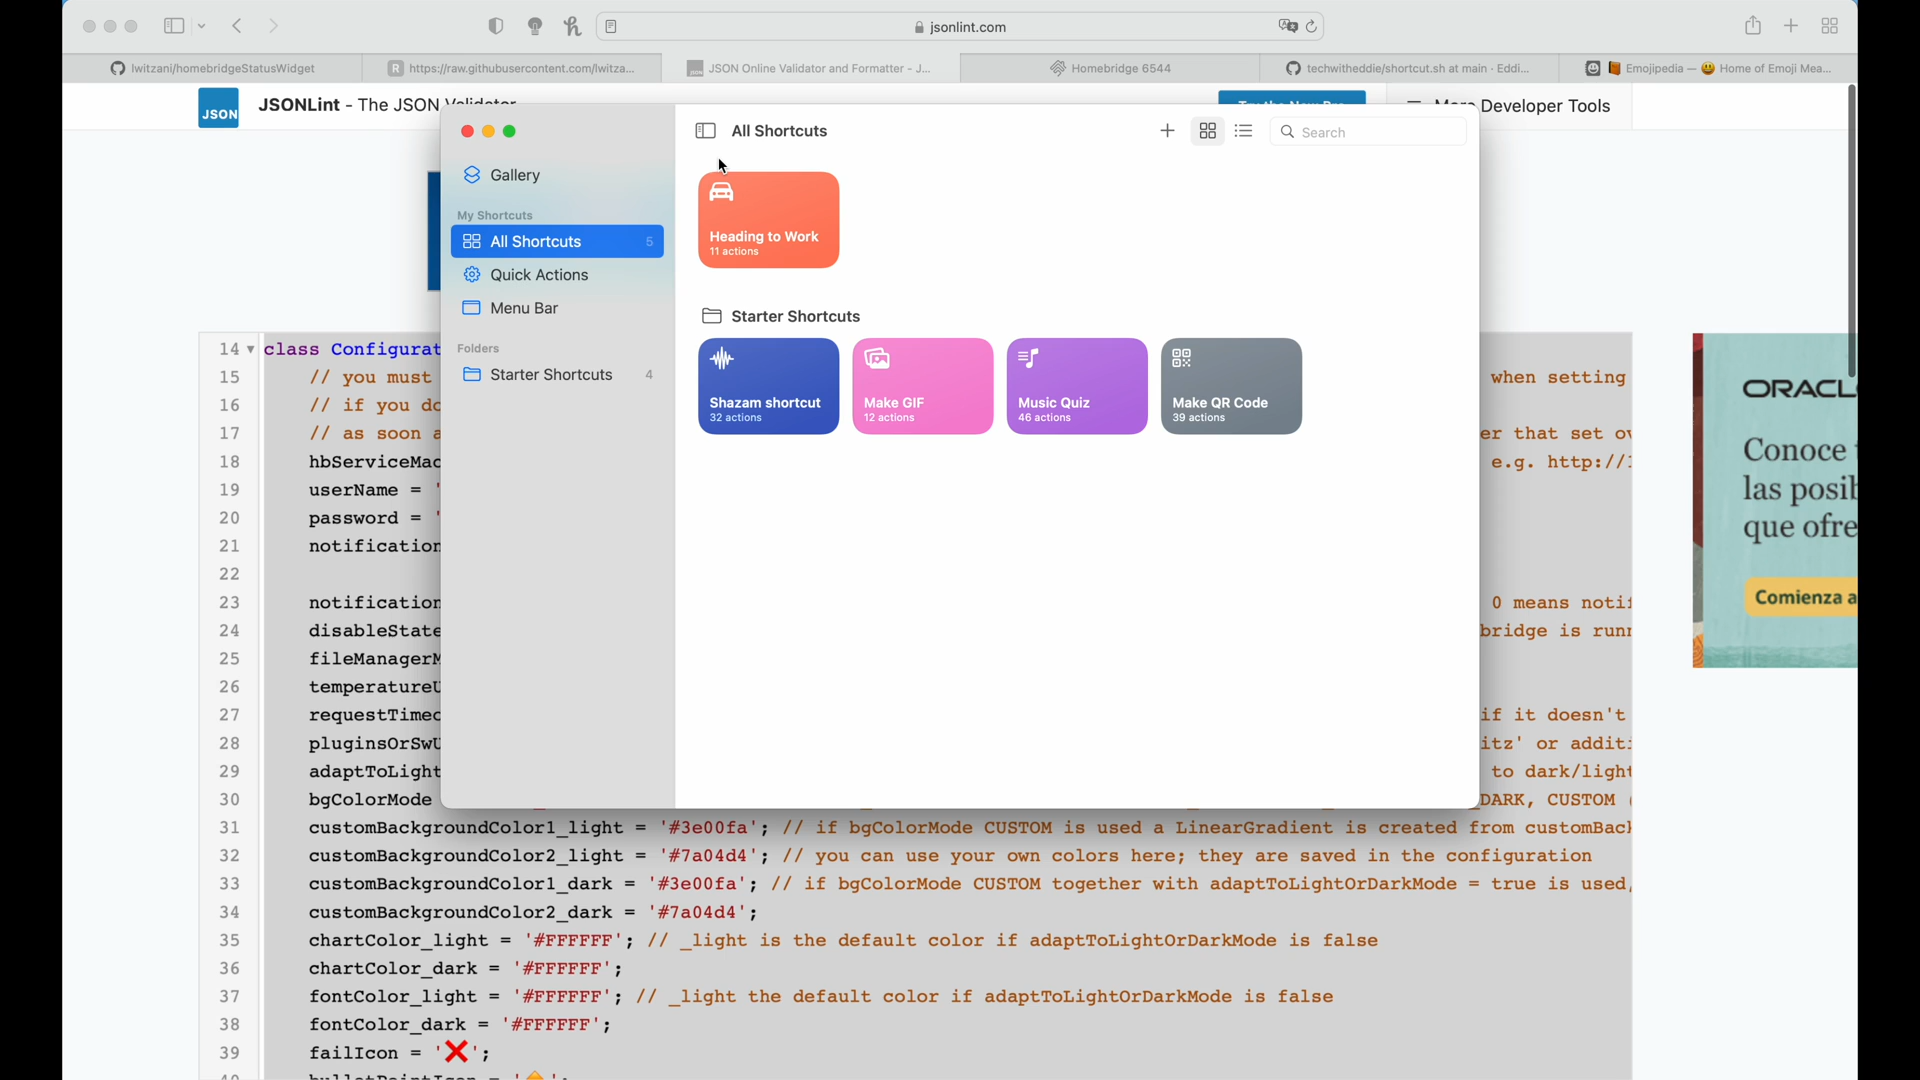 jsonlint.com
lwitzani/homebridgeStatusWidget
R https://raw.githubusercontent.com/lwitza...
JSON Online Validator and Formatter - J...
Homebridge 6544
techwitheddie/shortcut.sh at main · Eddi...
Emojipedia — 😃 Home of Emoji Mea...
JSON
JSONLint - The JSON Validator
Developer Tools
All Shortcuts
Search
Gallery
My Shortcuts
All Shortcuts 5
Quick Actions
Menu Bar
Folders
Starter Shortcuts 4
Heading to Work
11 actions
Starter Shortcuts
Shazam shortcut
32 actions
Make GIF
12 actions
Music Quiz
46 actions
Make QR Code
39 actions
14 class Configurat
15 // you must when setting
16 // if you do
17 // as soon a er that set ov
18 hbServiceMac e.g. http://1
19 userName = '
20 password = '
21 notification
22
23 notification 0 means notif
24 disableState bridge is runn
25 fileManagerM
26 temperatureU
27 requestTimeo if it doesn't
28 pluginsOrSwU itz' or additi
29 adaptToLight to dark/light
30 bgColorMode DARK, CUSTOM (
31 customBackgroundColor1_light = '#3e00fa'; // if bgColorMode CUSTOM is used a LinearGradient is created from customBack
32 customBackgroundColor2_light = '#7a04d4'; // you can use your own colors here; they are saved in the configuration
33 customBackgroundColor1_dark = '#3e00fa'; // if bgColorMode CUSTOM together with adaptToLightOrDarkMode = true is used,
34 customBackgroundColor2_dark = '#7a04d4';
35 chartColor_light = '#FFFFFF'; // _light is the default color if adaptToLightOrDarkMode is false
36 chartColor_dark = '#FFFFFF';
37 fontColor_light = '#FFFFFF'; // _light the default color if adaptToLightOrDarkMode is false
38 fontColor_dark = '#FFFFFF';
39 failIcon = '❌';
ORACL
Conoce
las posib
que ofre
Comienza a